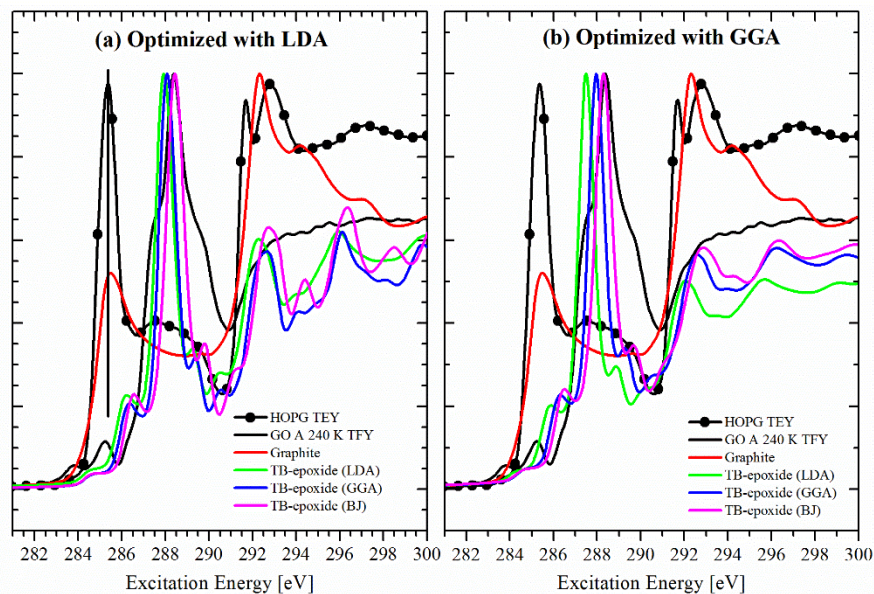 (a) Optimized with LDA
HOPG TEY
GO A 240 K TFY
Graphite
TB-epoxide (LDA)
TB-epoxide (GGA)
TB-epoxide (BJ)
282 284 286 288 290 292 294 296 298 300
Excitation Energy [eV]
(b) Optimized with GGA
HOPG TEY
GO A 240 K TFY
Graphite
TB-epoxide (LDA)
TB-epoxide (GGA)
TB-epoxide (BJ)
282 284 286 288 290 292 294 296 298 300
Excitation Energy [eV]